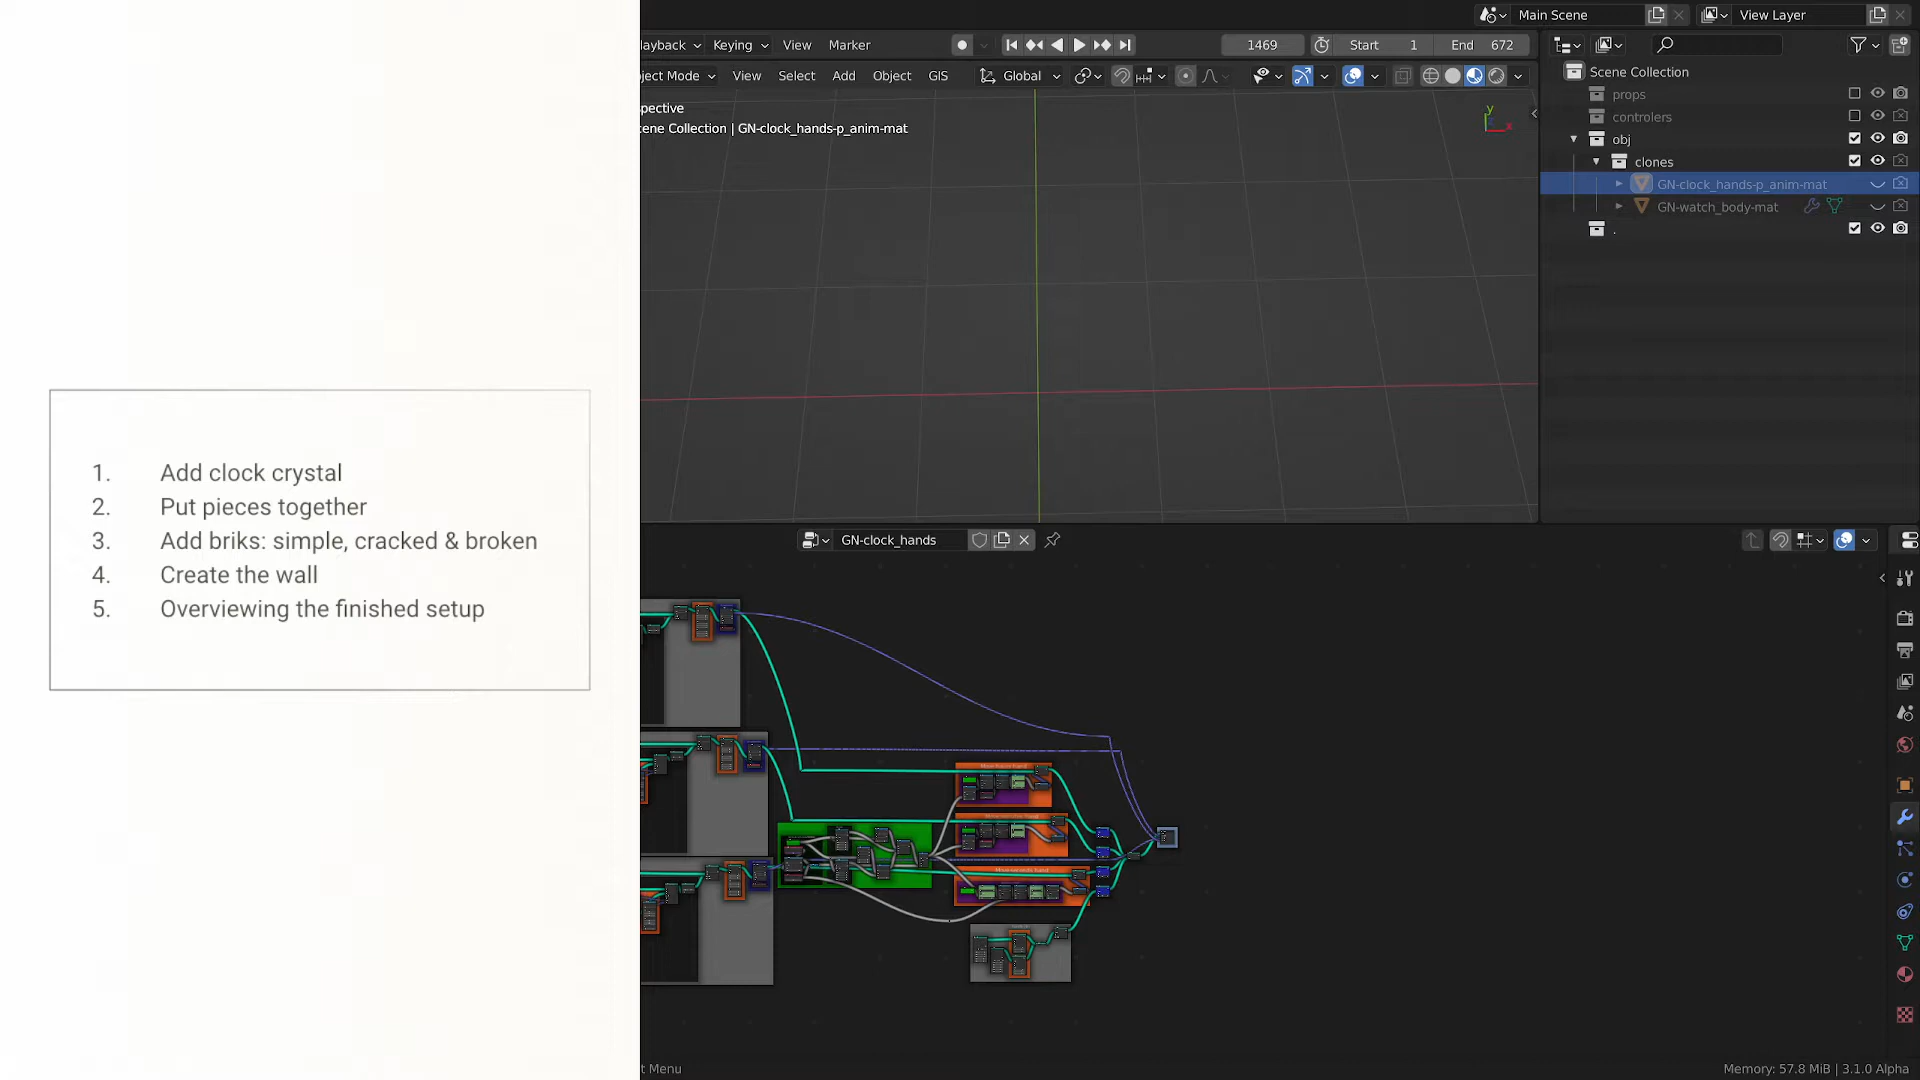 1. Add clock crystal
2. Put pieces together
3. Add briks: simple, cracked & broken
4. Create the wall
5. Overviewing the finished setup
Main Scene
View Layer
layback
Keying
View
Marker
1469
Start 1
End 672
ject Mode
View
Select
Add
Object
GIS
Global
spective
cene Collection | GN-clock_hands-p_anim-mat
y
x
Scene Collection
props
controlers
obj
clones
GN-clock_hands-p_anim-mat
GN-watch_body-mat
.
GN-clock_hands
t Menu
Memory: 57.8 MiB | 3.1.0 Alpha